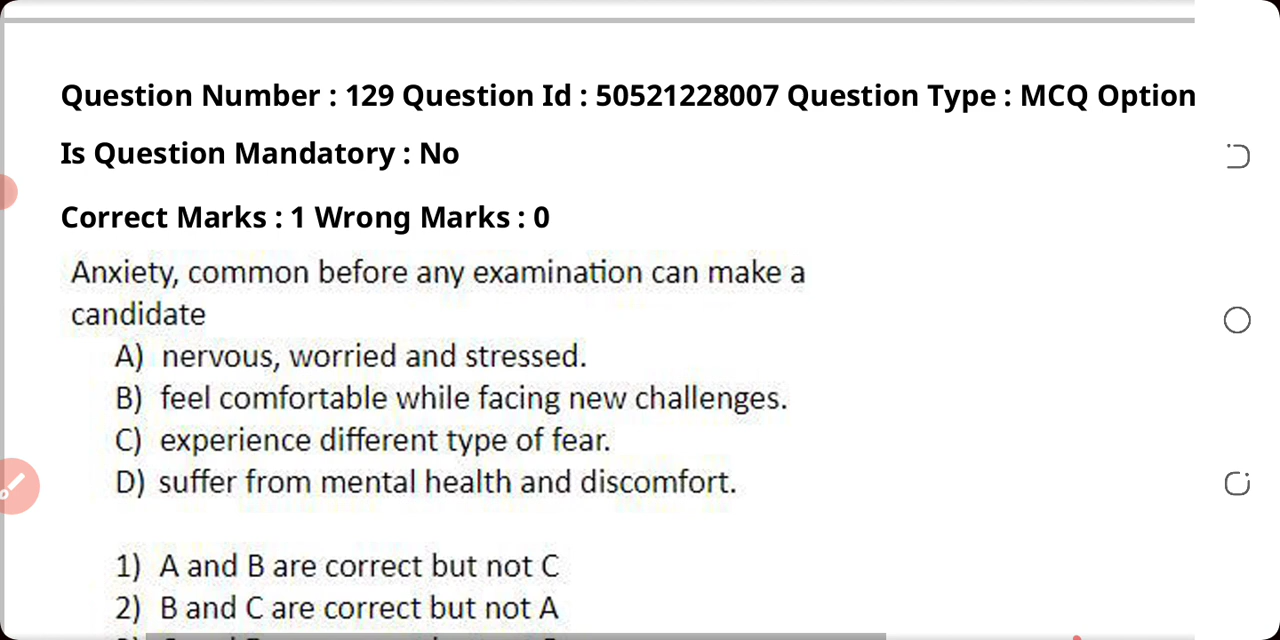 Question Number : 129 Question Id : 50521228007 Question Type : MCQ Option
Is Question Mandatory : No
Correct Marks : 1 Wrong Marks : 0
Anxiety, common before any examination can make a
candidate
A) nervous, worried and stressed.
B) feel comfortable while facing new challenges.
C) experience different type of fear.
D) suffer from mental health and discomfort.
1) A and B are correct but not C
2) B and C are correct but not A